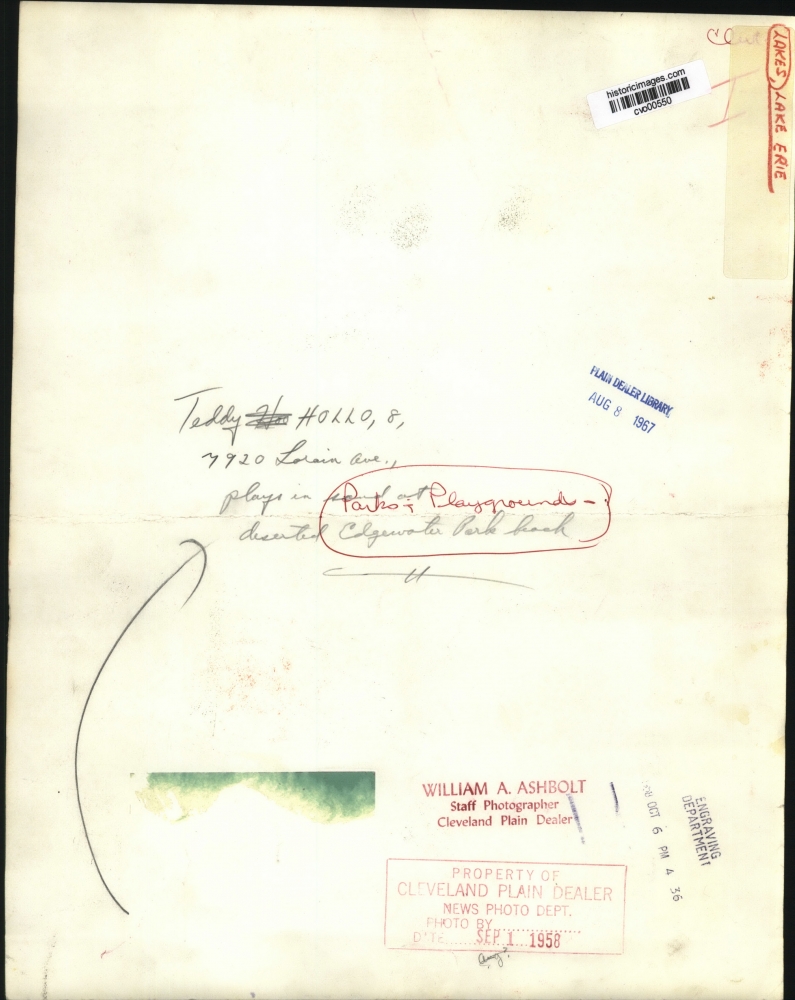 LAKES, LAKE ERIE
historicimages.com
cvo00550
PLAIN DEALER LIBRARY
AUG 8 1967
Teddy HOLLO, 8,
7920 Lorain Ave.,
plays in sand at
Parks & Playgrounds -
deserted Edgewater Park beach
WILLIAM A. ASHBOLT
Staff Photographer
Cleveland Plain Dealer
ENGRAVING
DEPARTMENT
OCT 6 PM 4 36
PROPERTY OF
CLEVELAND PLAIN DEALER
NEWS PHOTO DEPT.
PHOTO BY
DATE SEP 1 1958